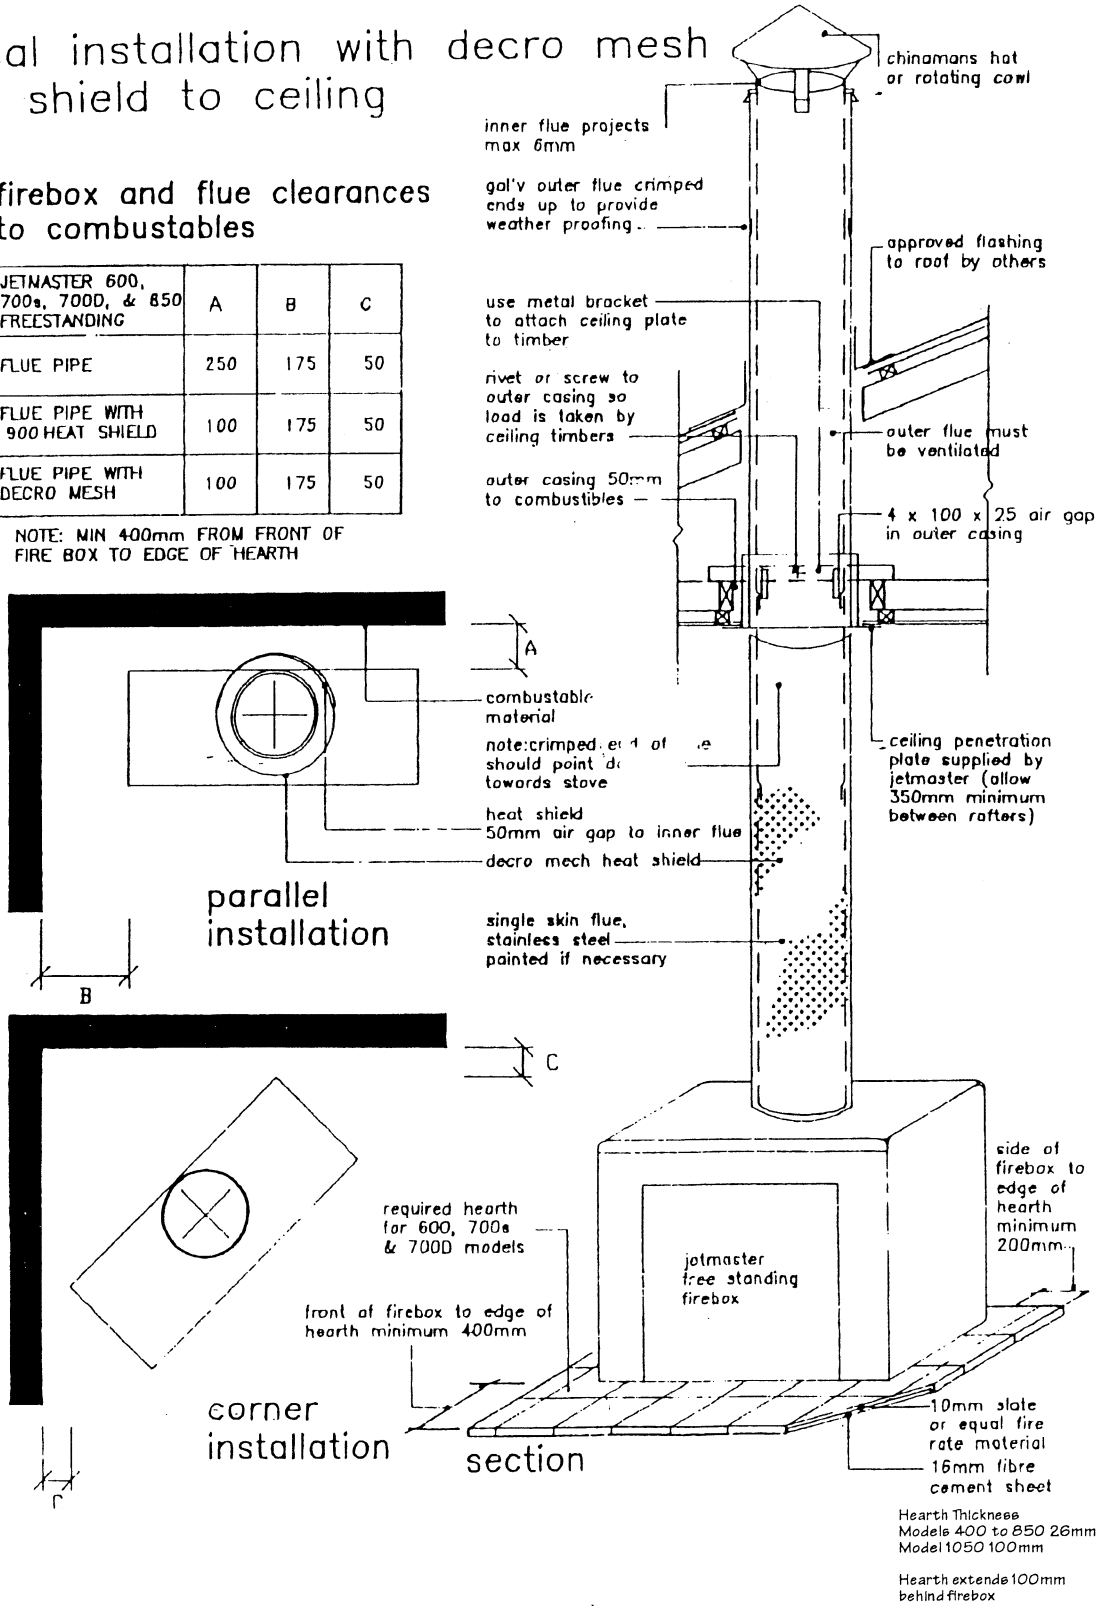 al installation with decro mesh
shield to ceiling
firebox and flue clearances
to combustables
JETMASTER 600,
700s, 700D, & 850
FREESTANDING
A
B
C
FLUE PIPE
250
175
50
FLUE PIPE WITH
900 HEAT SHIELD
100
175
50
FLUE PIPE WITH
DECRO MESH
100
175
50
NOTE: MIN 400mm FROM FRONT OF
FIRE BOX TO EDGE OF HEARTH
chinamans hat
or rotating cowl
inner flue projects
max 6mm
gal'v outer flue crimped
ends up to provide
weather proofing
approved flashing
to roof by others
use metal bracket
to attach ceiling plate
to timber
rivet or screw to
outer casing so
load is taken by
ceiling timbers
outer flue must
be ventilated
outer casing 50mm
to combustibles
4 x 100 x 25 air gap
in outer casing
A
combustable
material
note:crimped of
should point
towards stove
ceiling penetration
plate supplied by
jetmaster (allow
350mm minimum
between rafters)
heat shield
50mm air gap to inner flue
decro mech heat shield
parallel
installation
B
single skin flue,
stainless steel
painted if necessary
C
side of
firebox to
edge of
hearth
minimum
200mm
required hearth
for 600, 700s
& 700D models
jetmaster
free standing
firebox
front of firebox to edge of
hearth minimum 400mm
corner
installation
section
10mm slate
or equal fire
rate material
16mm fibre
cement sheet
Hearth Thickness
Models 400 to 850 26mm
Model 1050 100mm
Hearth extends 100mm
behind firebox